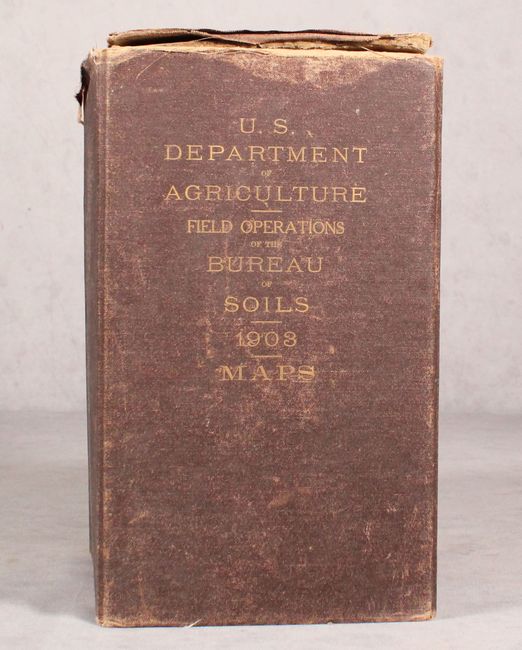 U. S.
DEPARTMENT
OF
AGRICULTURE
FIELD OPERATIONS
OF THE
BUREAU
OF
SOILS
1903
MAPS